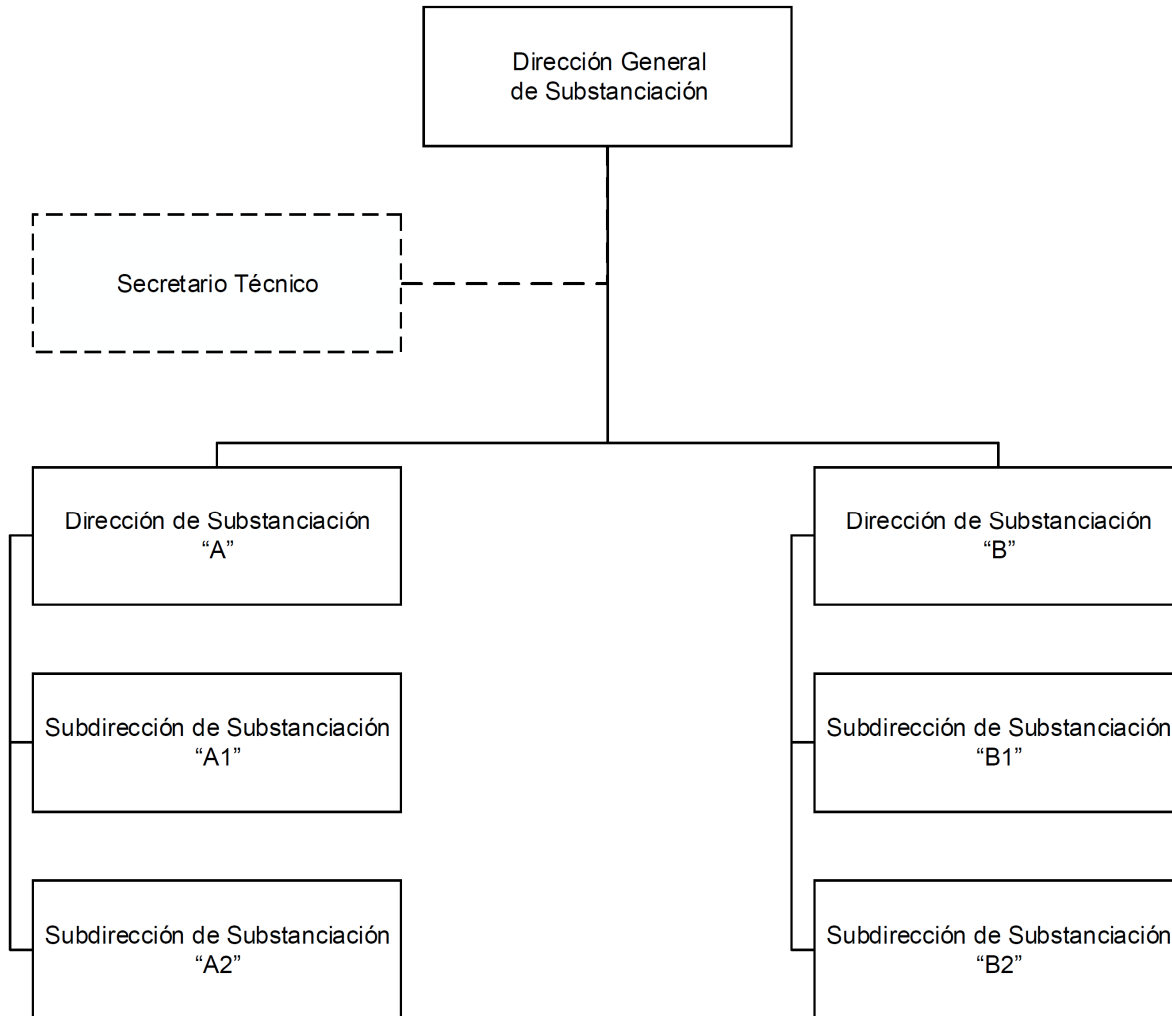 Dirección General
de Substanciación
Secretario Técnico
Dirección de Substanciación
“A”
Dirección de Substanciación
“B”
Subdirección de Substanciación
“A1”
Subdirección de Substanciación
“B1”
Subdirección de Substanciación
“A2”
Subdirección de Substanciación
“B2”